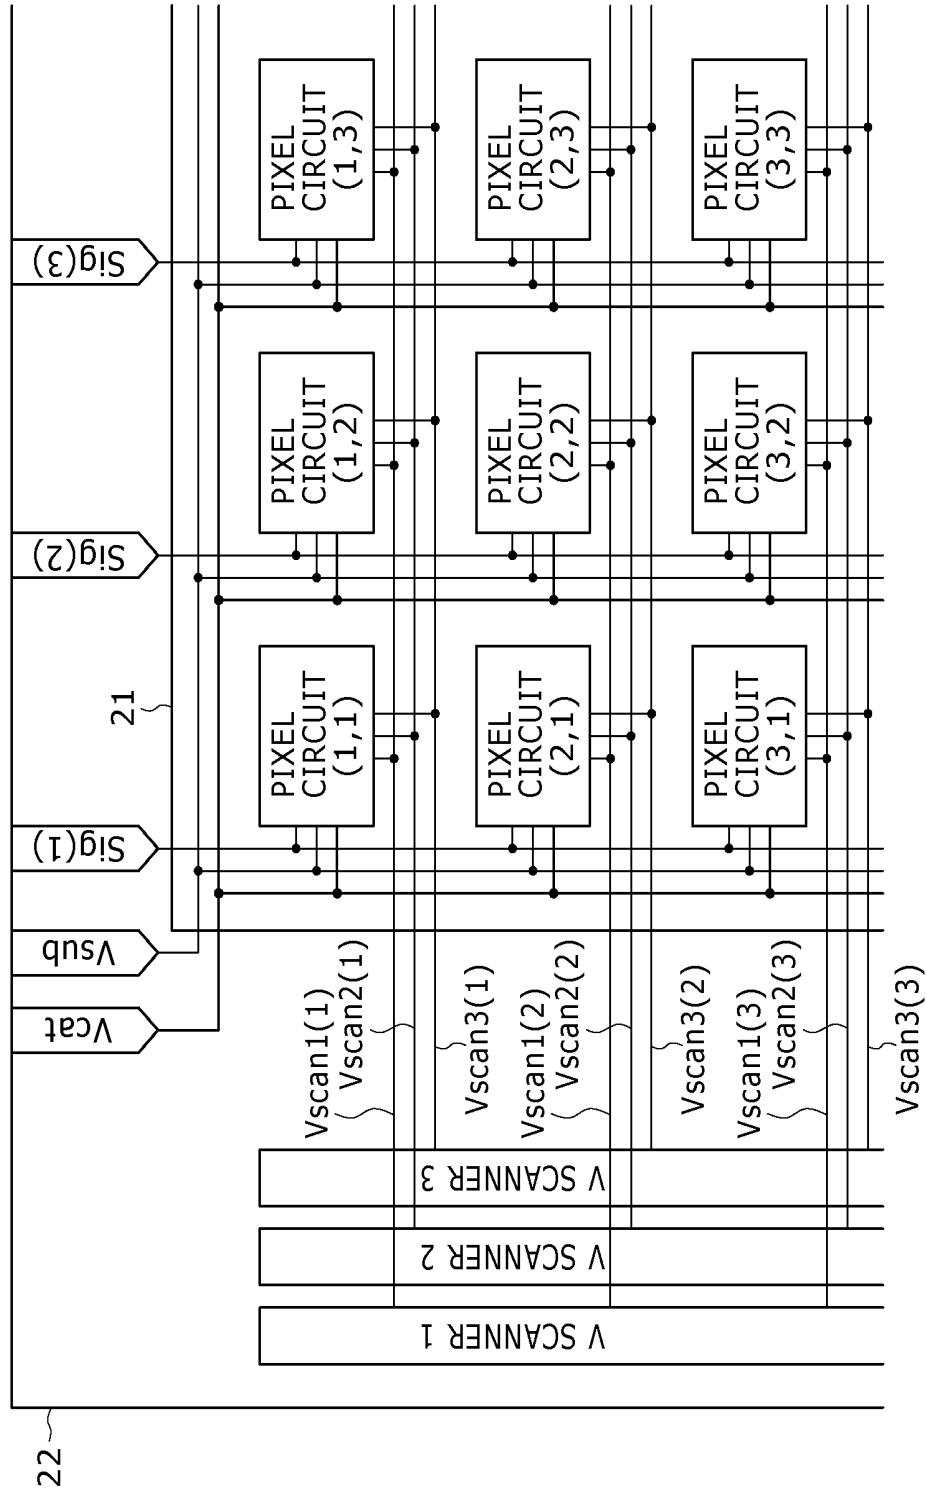 22
21
Vcat
Vsub
Sig(1)
Sig(2)
Sig(3)
V SCANNER 1
V SCANNER 2
V SCANNER 3
Vscan1(1)
Vscan2(1)
Vscan3(1)
PIXEL
CIRCUIT
(1,1)
PIXEL
CIRCUIT
(1,2)
PIXEL
CIRCUIT
(1,3)
Vscan1(2)
Vscan2(2)
Vscan3(2)
PIXEL
CIRCUIT
(2,1)
PIXEL
CIRCUIT
(2,2)
PIXEL
CIRCUIT
(2,3)
Vscan1(3)
Vscan2(3)
Vscan3(3)
PIXEL
CIRCUIT
(3,1)
PIXEL
CIRCUIT
(3,2)
PIXEL
CIRCUIT
(3,3)